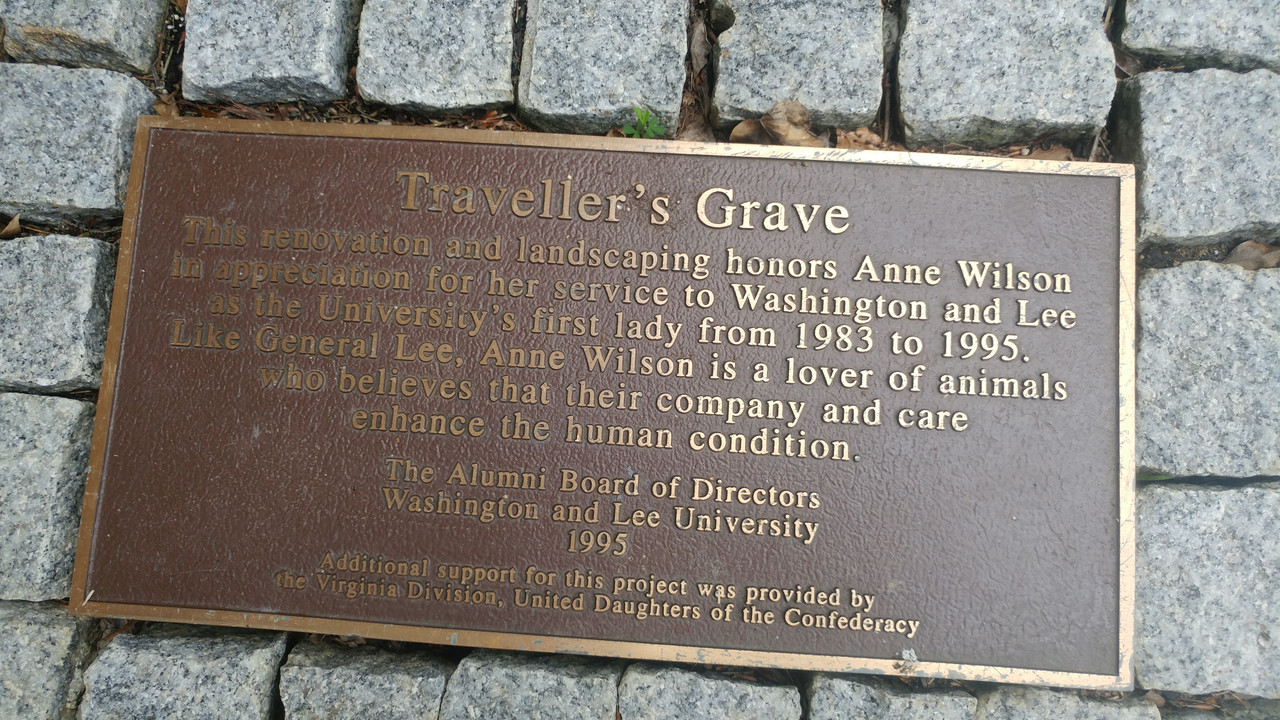 Traveller's Grave
This renovation and landscaping honors Anne Wilson
in appreciation for her service to Washington and Lee
as the University's first lady from 1983 to 1995.
Like General Lee, Anne Wilson is a lover of animals
who believes that their company and care
enhance the human condition.
The Alumni Board of Directors
Washington and Lee University
1995
Additional support for this project was provided by
the Virginia Division, United Daughters of the Confederacy